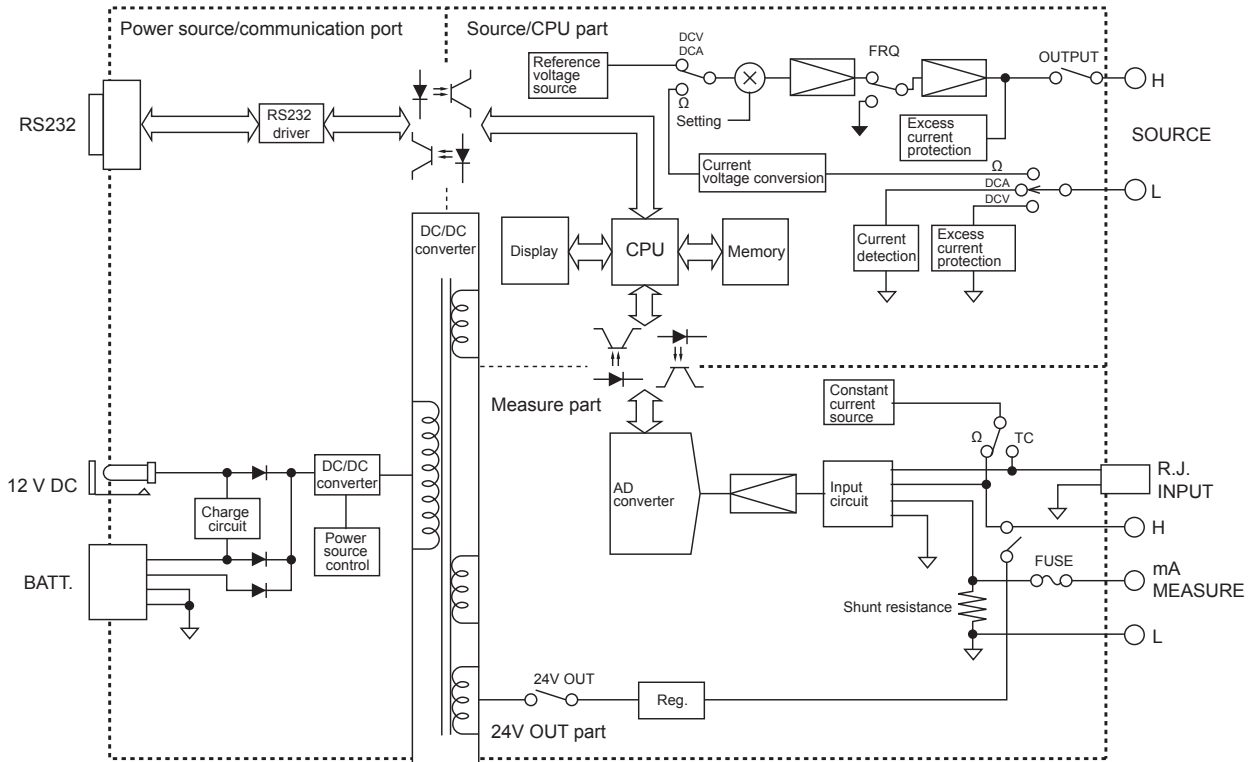 Power source/communication port
Source/CPU part
Reference
voltage
source
DCV
DCA
Ω
Setting
FRQ
OUTPUT
H
Excess
current
protection
SOURCE
RS232
RS232
driver
Current
voltage conversion
Ω
DCA
DCV
L
DC/DC
converter
Display
CPU
Memory
Current
detection
Excess
current
protection
Measure part
Constant
current
source
Ω
TC
12 V DC
DC/DC
converter
AD
converter
Input
circuit
R.J.
INPUT
Charge
circuit
Power
source
control
H
BATT.
FUSE
mA
MEASURE
Shunt resistance
L
24V OUT
Reg.
24V OUT part